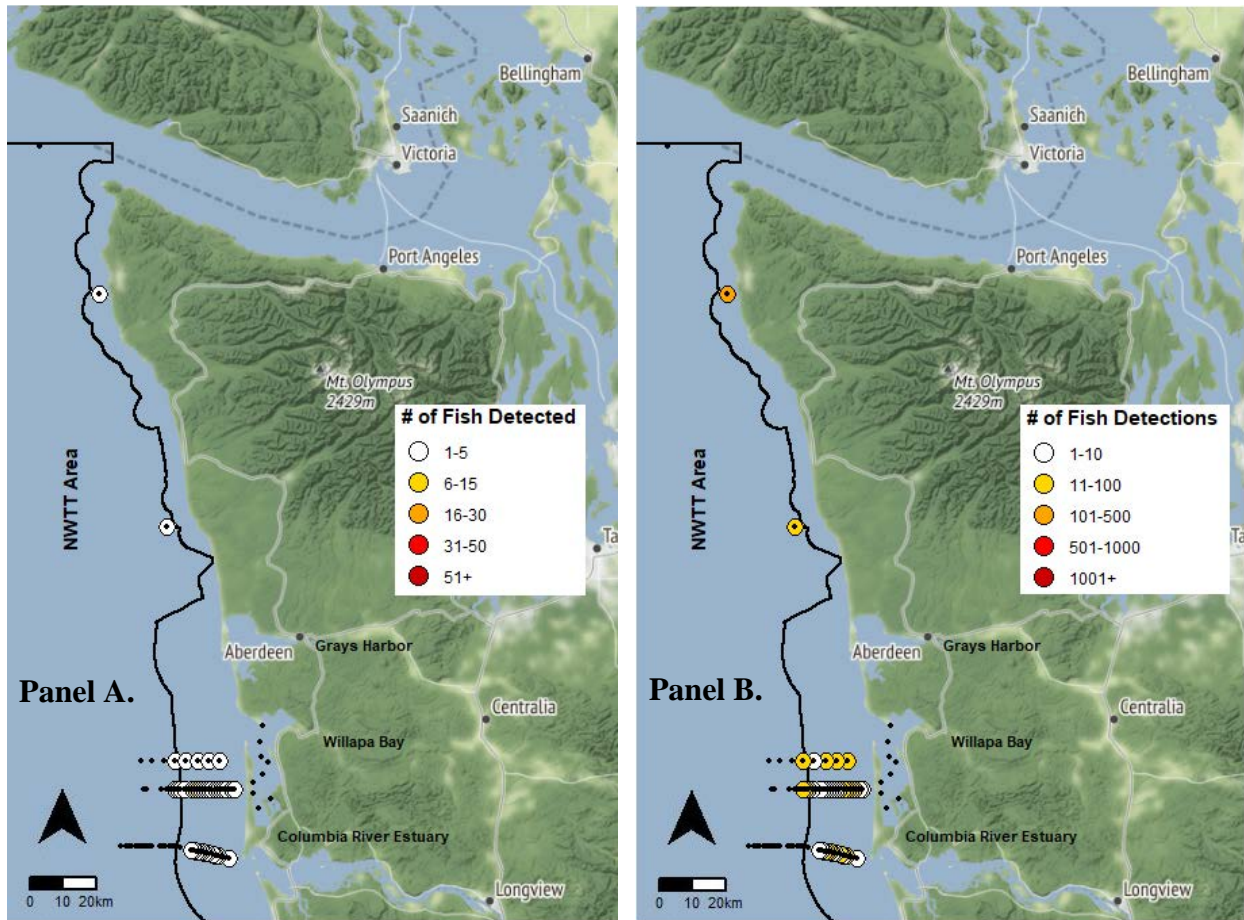 Bellingham
Saanich
Victoria
Port Angeles
Mt. Olympus
2429m
# of Fish Detected
1-5
6-15
16-30
31-50
51+
NWTT Area
Ta
Aberdeen
Grays Harbor
Panel A.
Centralia
Willapa Bay
Columbia River Estuary
Longview
0 10 20km
Bellingham
Saanich
Victoria
Port Angeles
Mt. Olympus
2429m
# of Fish Detections
1-10
11-100
101-500
501-1000
1001+
NWTT Area
Ta
Aberdeen
Grays Harbor
Panel B.
Centralia
Willapa Bay
Columbia River Estuary
Longview
0 10 20km